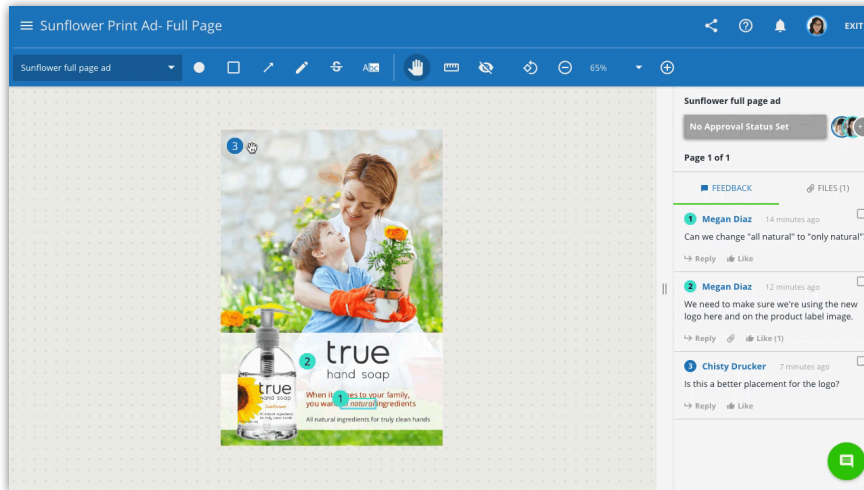 Sunflower Print Ad- Full Page
EXIT
Sunflower full page ad
S
Abc
65%
3
true
hand soap
2
true
hand soap
Sunflower
When it es to your family,
you wan natural ingredients
1
All natural ingredients for truly clean hands
Sunflower full page ad
No Approval Status Set
+
Page 1 of 1
FEEDBACK
FILES (1)
1 Megan Diaz 14 minutes ago
Can we change "all natural" to "only natural"
Reply Like
2 Megan Diaz 12 minutes ago
We need to make sure we're using the new
logo here and on the product label image.
Reply Like (1)
3 Chisty Drucker 7 minutes ago
Is this a better placement for the logo?
Reply Like